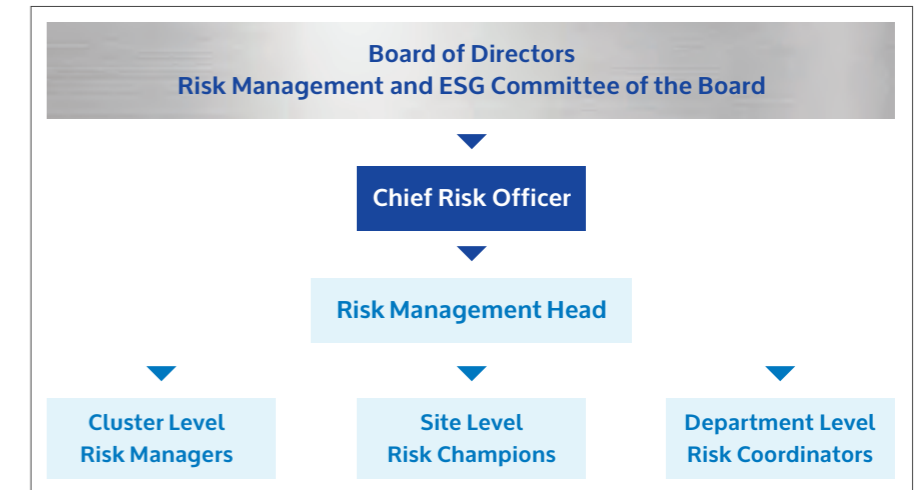 Board of Directors
Risk Management and ESG Committee of the Board
Chief Risk Officer
Risk Management Head
Cluster Level
Risk Managers
Site Level
Risk Champions
Department Level
Risk Coordinators